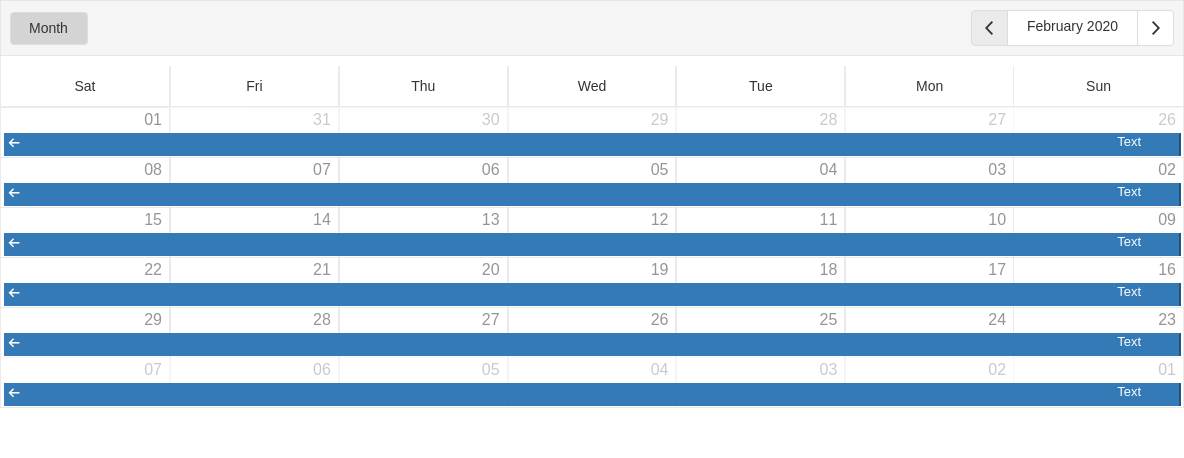 Month February 2020
Sat Fri Thu Wed Tue Mon Sun
01 31 30 29 28 27 26
Text
08 07 06 05 04 03 02
Text
15 14 13 12 11 10 09
Text
22 21 20 19 18 17 16
Text
29 28 27 26 25 24 23
Text
07 06 05 04 03 02 01
Text